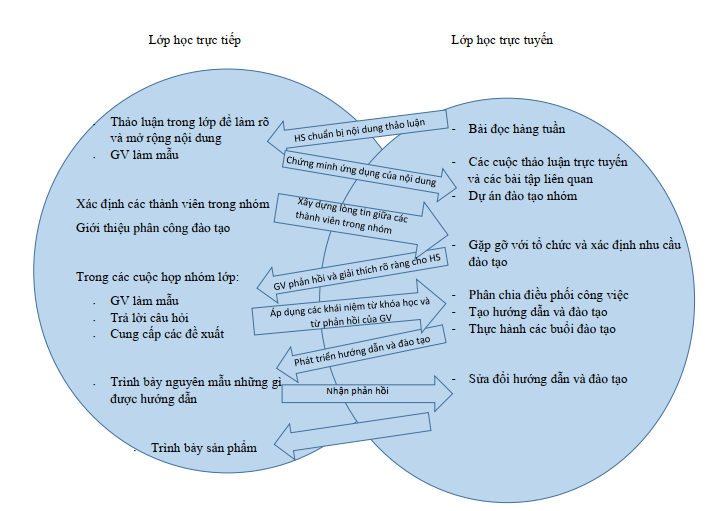 Lớp học trực tiếp
Lớp học trực tuyến
. Thảo luận trong lớp để làm rõ
và mở rộng nội dung
. GV làm mẫu
Xác định các thành viên trong nhóm
Giới thiệu phân công đào tạo
Trong các cuộc họp nhóm lớp:
. GV làm mẫu
. Trả lời câu hỏi
. Cung cấp các đề xuất
. Trình bày nguyên mẫu những gì
được hướng dẫn
. Trình bày sản phẩm
HS chuẩn bị nội dung thảo luận
Chứng minh ứng dụng của nội dung
Xây dựng lòng tin giữa các
thành viên trong nhóm
GV phản hồi và giải thích rõ ràng cho HS
Áp dụng các khái niệm từ khóa học và
từ phản hồi của GV
Phát triển hướng dẫn và đào tạo
Nhận phản hồi
- Bài đọc hàng tuần
- Các cuộc thảo luận trực tuyến
và các bài tập liên quan
- Dự án đào tạo nhóm
- Gặp gỡ với tổ chức và xác định nhu cầu
đào tạo
- Phân chia điều phối công việc
- Tạo hướng dẫn và đào tạo
- Thực hành các buổi đào tạo
- Sửa đổi hướng dẫn và đào tạo